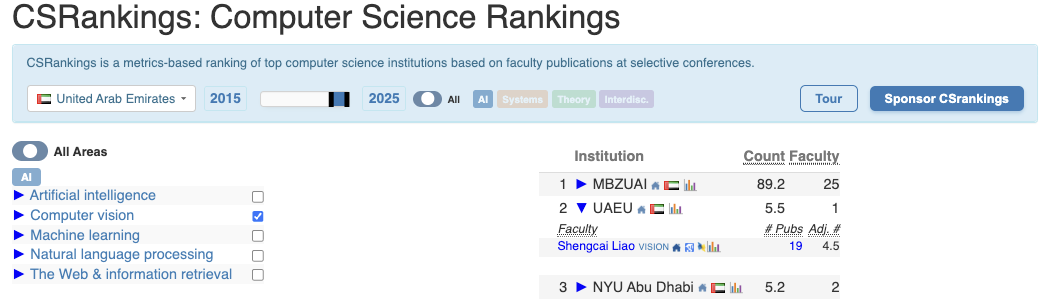 CSRankings: Computer Science Rankings
CSRankings is a metrics-based ranking of top computer science institutions based on faculty publications at selective conferences.
United Arab Emirates 2015 2025 All AI Systems Theory Interdisc. Tour Sponsor CSrankings
All Areas
AI
Artificial intelligence
Computer vision
Machine learning
Natural language processing
The Web & information retrieval
Institution Count Faculty
1 MBZUAI 89.2 25
2 UAEU 5.5 1
Faculty # Pubs Adj. #
Shengcai Liao VISION 19 4.5
3 NYU Abu Dhabi 5.2 2